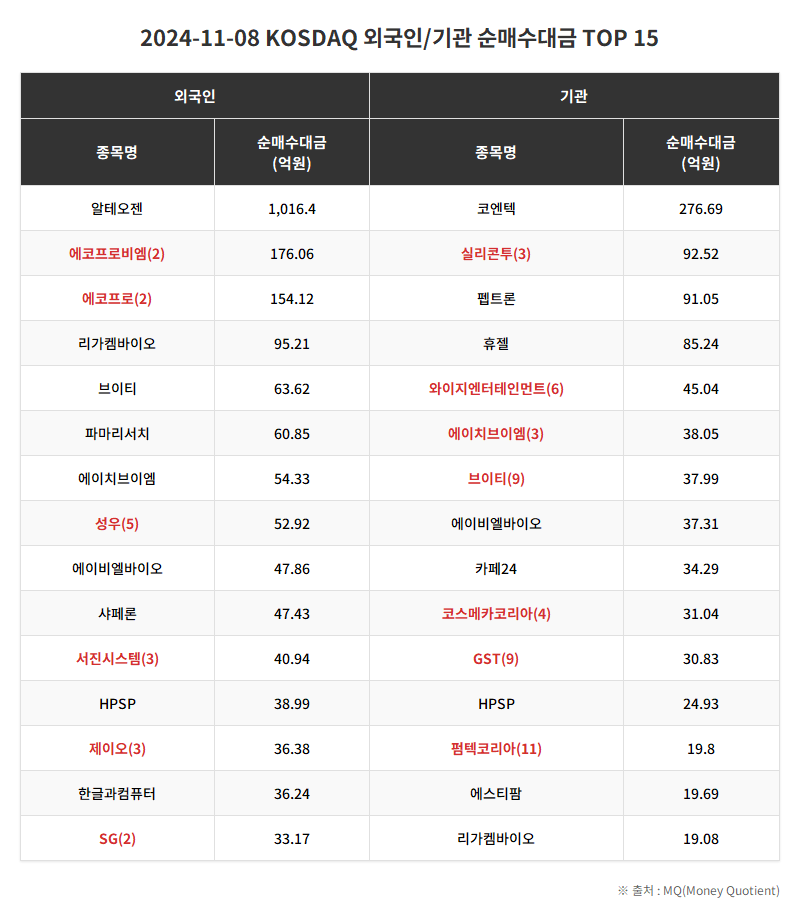 2024-11-08 KOSDAQ 외국인/기관 순매수대금 TOP 15
외국인 기관
종목명 순매수대금 (억원) 종목명 순매수대금 (억원)
알테오젠 1,016.4 코엔텍 276.69
에코프로비엠(2) 176.06 실리콘투(3) 92.52
에코프로(2) 154.12 펩트론 91.05
리가켐바이오 95.21 휴젤 85.24
브이티 63.62 와이지엔터테인먼트(6) 45.04
파마리서치 60.85 에이치브이엠(3) 38.05
에이치브이엠 54.33 브이티(9) 37.99
성우(5) 52.92 에이비엘바이오 37.31
에이비엘바이오 47.86 카페24 34.29
샤페론 47.43 코스메카코리아(4) 31.04
서진시스템(3) 40.94 GST(9) 30.83
HPSP 38.99 HPSP 24.93
제이오(3) 36.38 펌텍코리아(11) 19.8
한글과컴퓨터 36.24 에스티팜 19.69
SG(2) 33.17 리가켐바이오 19.08
※ 출처 : MQ(Money Quotient)